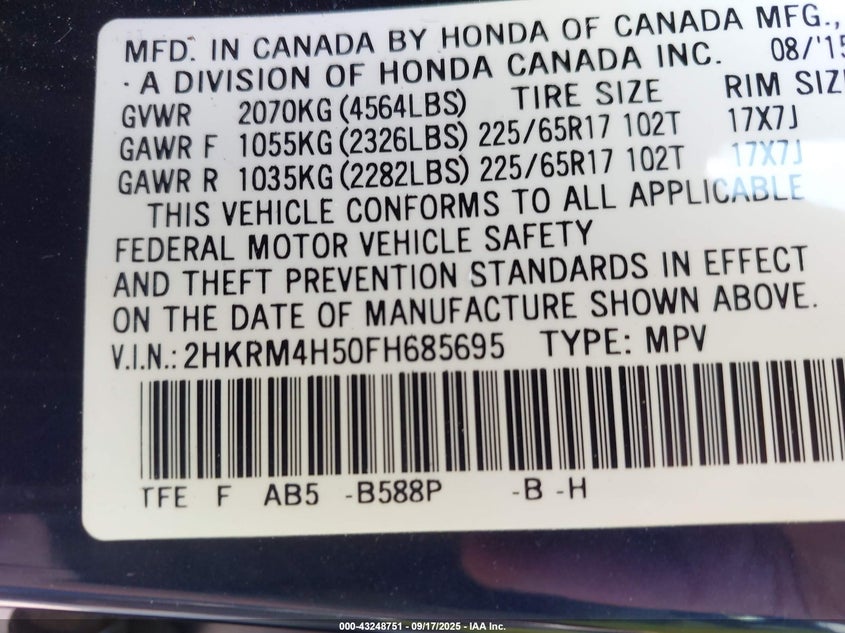 MFD. IN CANADA BY HONDA OF CANADA MFG.,
· A DIVISION OF HONDA CANADA INC. 08/'15
GVWR 2070KG (4564LBS) TIRE SIZE RIM SIZE
GAWR F 1055KG (2326LBS) 225/65R17 102T 17X7J
GAWR R 1035KG (2282LBS) 225/65R17 102T 17X7J
THIS VEHICLE CONFORMS TO ALL APPLICABLE
FEDERAL MOTOR VEHICLE SAFETY
AND THEFT PREVENTION STANDARDS IN EFFECT
ON THE DATE OF MANUFACTURE SHOWN ABOVE.
V.I.N.: 2HKRM4H50FH685695 TYPE: MPV
TFE F AB5 -B588P -B -H
000-43248751 - 09/17/2025 - IAA Inc.